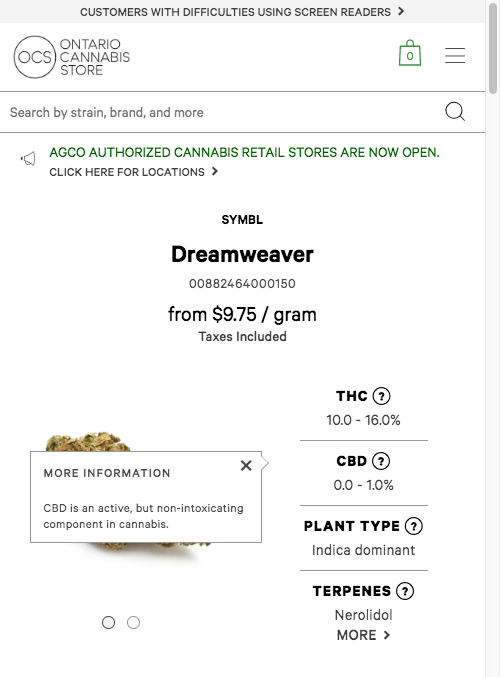 CUSTOMERS WITH DIFFICULTIES USING SCREEN READERS
OCS
ONTARIO
CANNABIS
STORE
0
Search by strain, brand, and more
AGCO AUTHORIZED CANNABIS RETAIL STORES ARE NOW OPEN.
CLICK HERE FOR LOCATIONS
SYMBL
Dreamweaver
00882464000150
from $9.75 / gram
Taxes Included
MORE INFORMATION
CBD is an active, but non-intoxicating
component in cannabis.
THC ?
10.0 - 16.0%
CBD ?
0.0 - 1.0%
PLANT TYPE ?
Indica dominant
TERPENES ?
Nerolidol
MORE